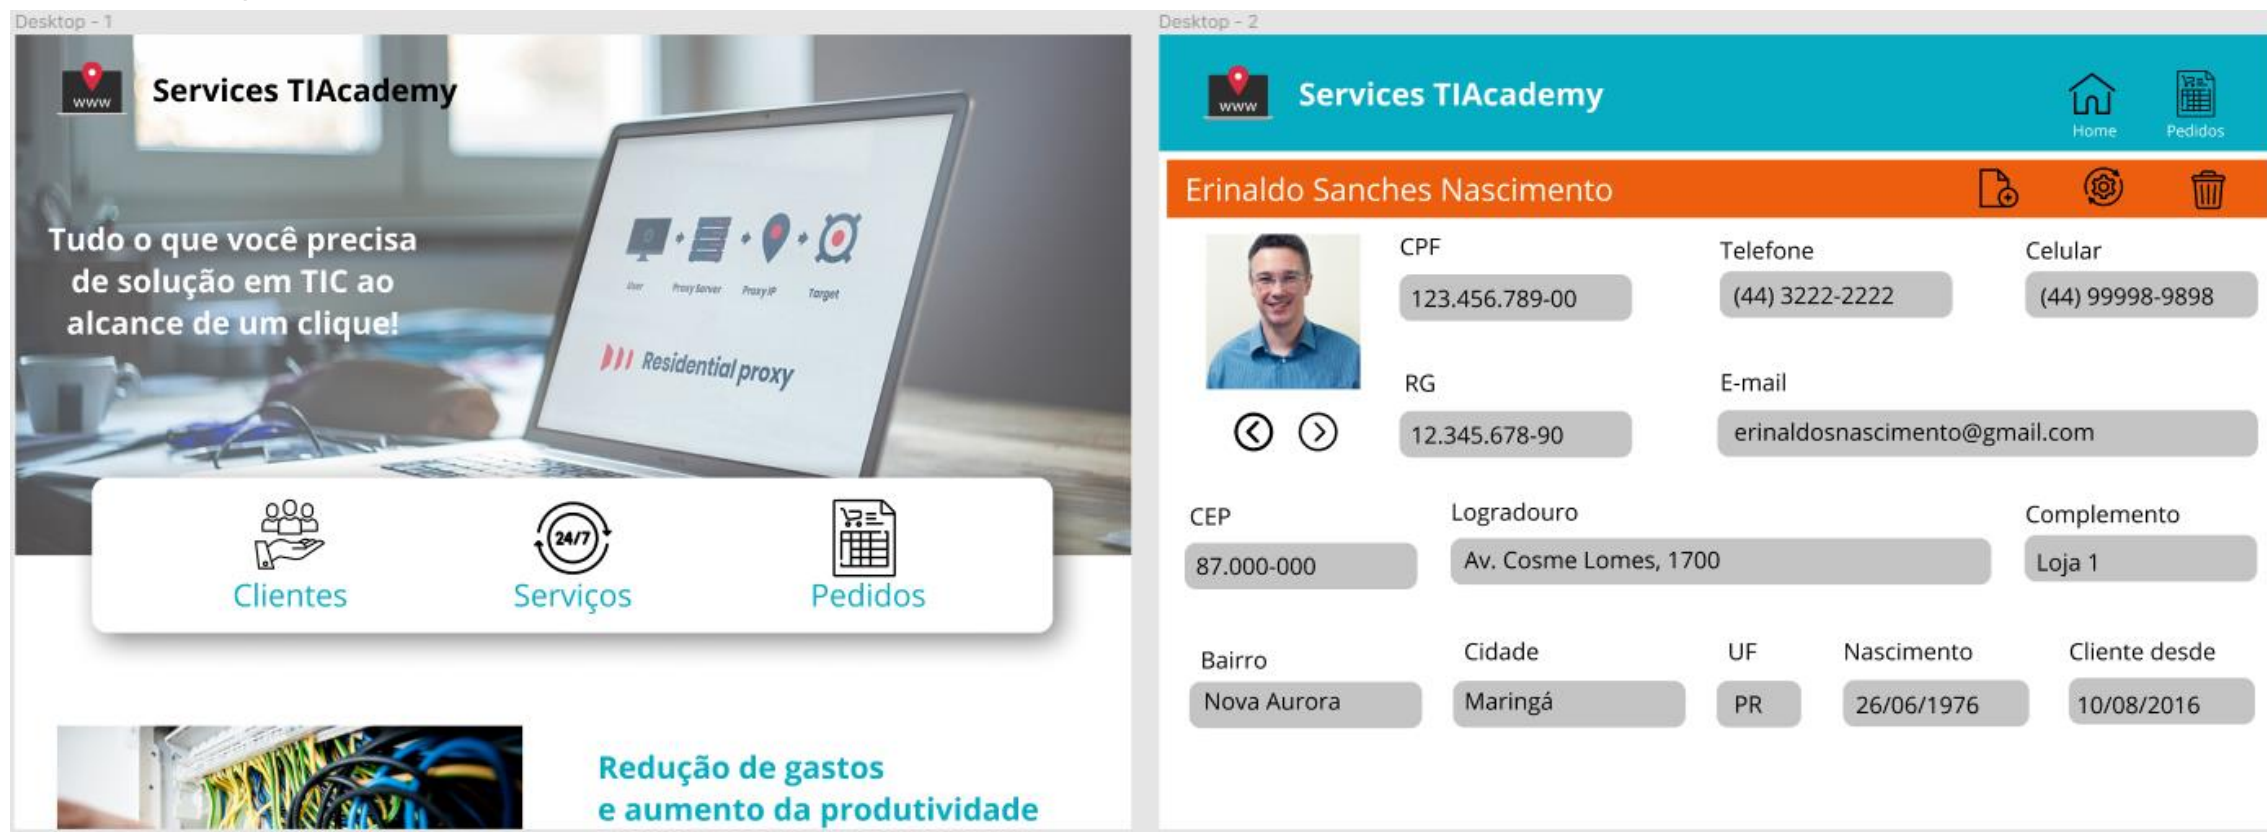 Desktop - 1
www
Services TIAcademy
Tudo o que você precisa
de solução em TIC ao
alcance de um clique!
User
Proxy Server
Proxy IP
Target
Residential proxy
Clientes
24/7
Serviços
Pedidos
Redução de gastos
e aumento da produtividade
Desktop - 2
www
Services TIAcademy
Home
Pedidos
Erinaldo Sanches Nascimento
CPF
Telefone
Celular
123.456.789-00
(44) 3222-2222
(44) 99998-9898
RG
E-mail
12.345.678-90
erinaldosnascimento@gmail.com
CEP
Logradouro
Complemento
87.000-000
Av. Cosme Lomes, 1700
Loja 1
Bairro
Cidade
UF
Nascimento
Cliente desde
Nova Aurora
Maringá
PR
26/06/1976
10/08/2016